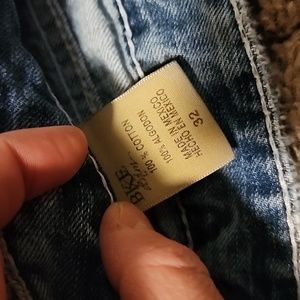 BKE
100% COTTON
100% ALGODON
MADE IN MEXICO
HECHO EN MEXICO
32